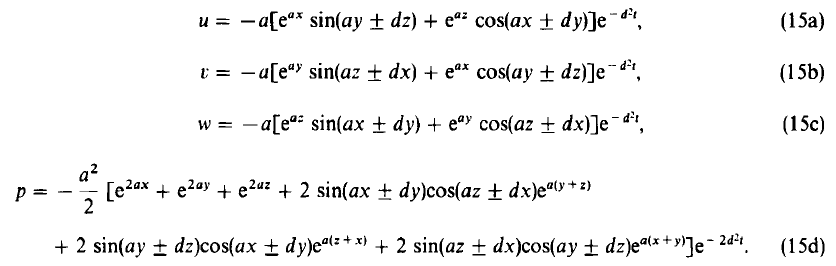 u = −a[e^{ax} sin(ay ± dz) + e^{az} cos(ax ± dy)]e^{−d²t}, (15a)
v = −a[e^{ay} sin(az ± dx) + e^{ax} cos(ay ± dz)]e^{−d²t}, (15b)
w = −a[e^{az} sin(ax ± dy) + e^{ay} cos(az ± dx)]e^{−d²t}, (15c)
p = −\frac{a²}{2} [e^{2ax} + e^{2ay} + e^{2az} + 2 sin(ax ± dy)cos(az ± dx)e^{a(y+z)}
+ 2 sin(ay ± dz)cos(ax ± dy)e^{a(z+x)} + 2 sin(az ± dx)cos(ay ± dz)e^{a(x+y)}]e^{−2d²t}. (15d)